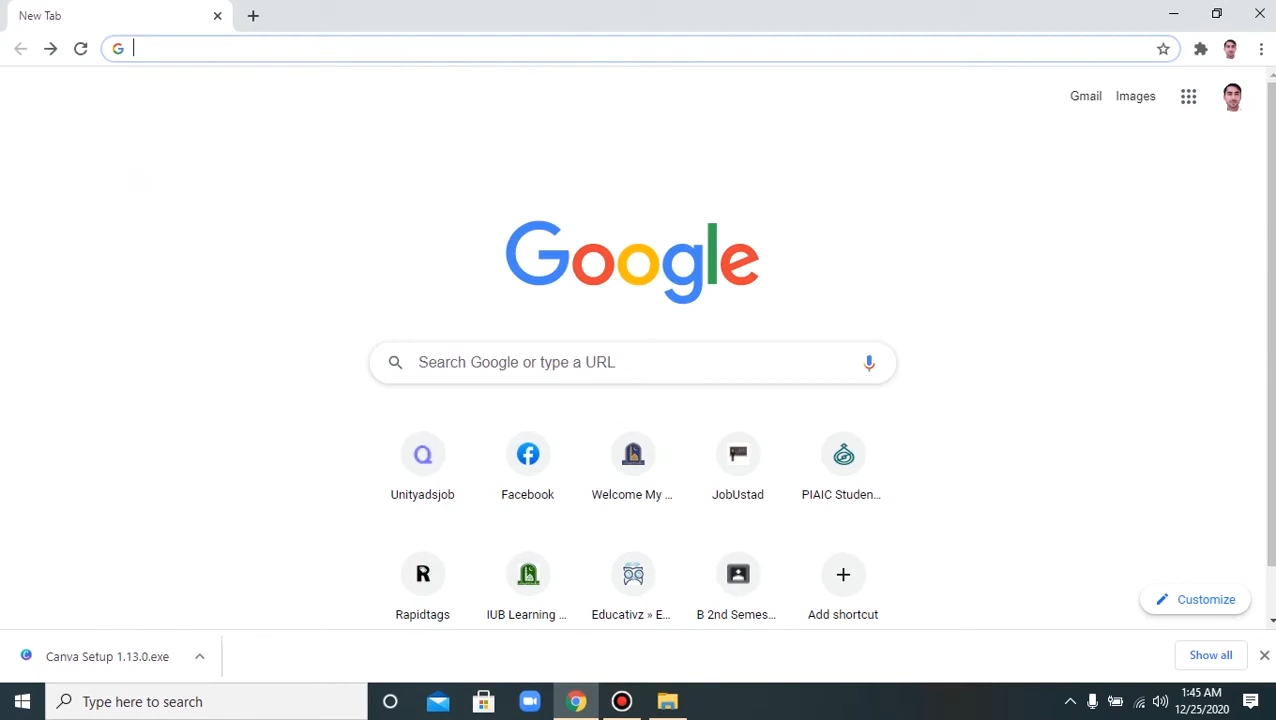 New Tab
Gmail Images
Google
Search Google or type a URL
Unityadsjob Facebook Welcome My ... JobUstad PIAIC Studen...
R
Rapidtags IUB Learning ... Educativz » E... B 2nd Semes... Add shortcut
Customize
Canva Setup 1.13.0.exe Show all
Type here to search
1:45 AM
12/25/2020